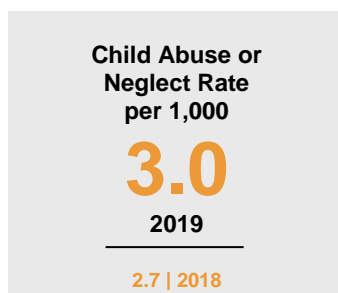 Child Abuse or
Neglect Rate
per 1,000
3.0
2019
2.7 | 2018